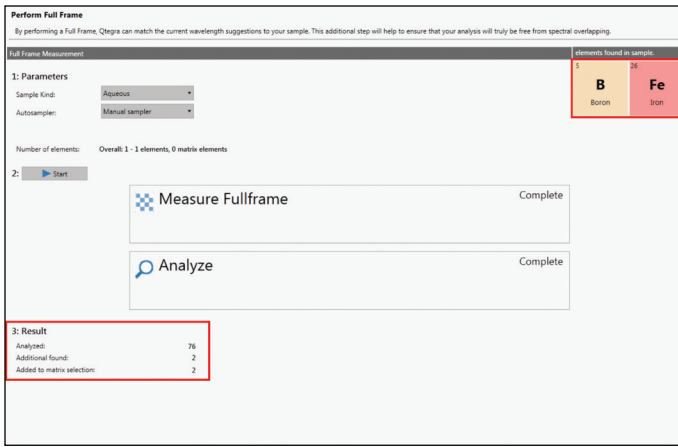 Perform Full Frame
By performing a Full Frame, Qtegra can match the current wavelength suggestions to your sample. This additional step will help to ensure that your analysis will truly be free from spectral overlapping.
Full Frame Measurement
elements found in sample.
5
26
B
Fe
Boron
Iron
1: Parameters
Sample Kind: Aqueous
Autosampler: Manual sampler
Number of elements: Overall: 1 - 1 elements, 0 matrix elements
2: Start
Measure Fullframe Complete
Analyze Complete
3: Result
Analyzed: 76
Additional found: 2
Added to matrix selection: 2